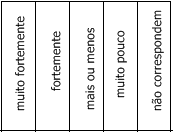 muito fortemente
fortemente
mais ou menos
muito pouco
não correspondem